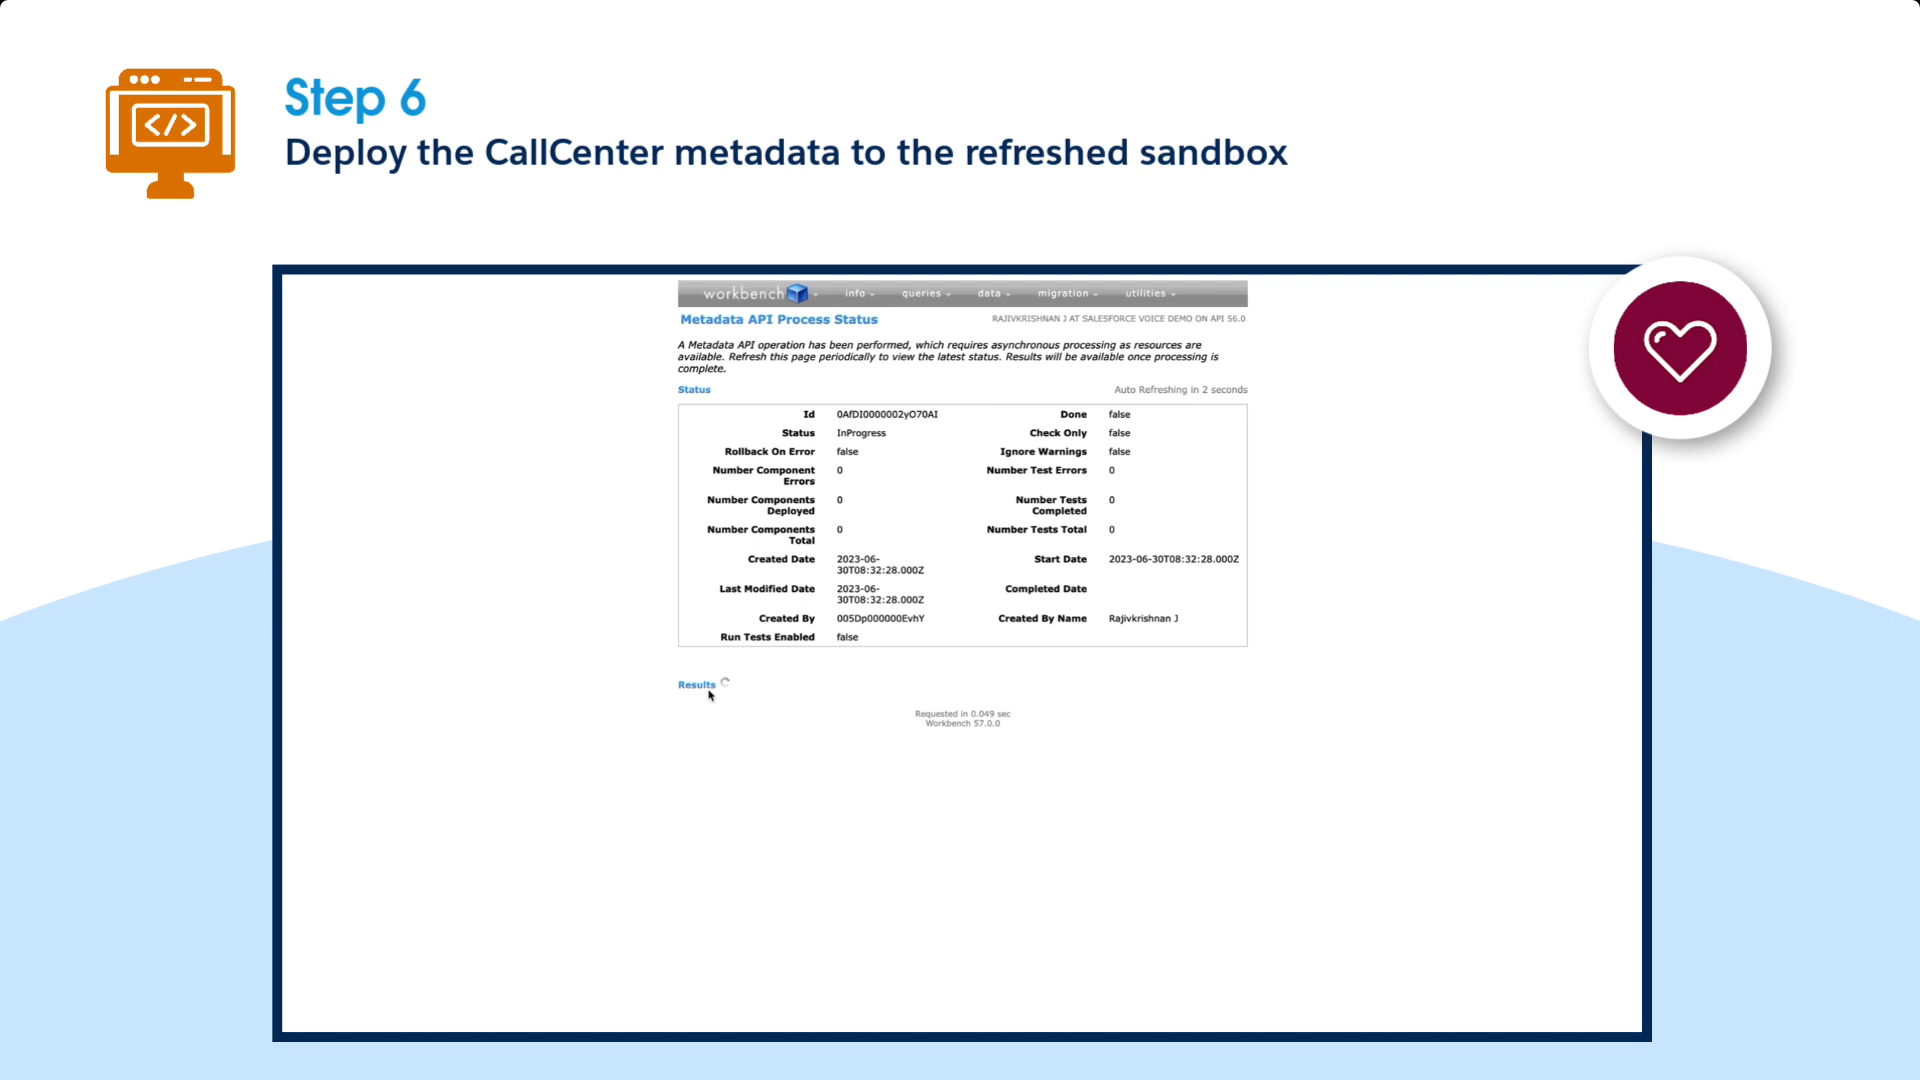 Step 6
Deploy the CallCenter metadata to the refreshed sandbox
</>
workbench info queries data migration utilities
Metadata API Process Status RAJIVKRISHNAN J AT SALESFORCE VOICE DEMO ON API 56.0
A Metadata API operation has been performed, which requires asynchronous processing as resources are
available. Refresh this page periodically to view the latest status. Results will be available once processing is
complete.
Status Auto Refreshing in 2 seconds
Id 0AfDI0000002yO70AI Done false
Status InProgress Check Only false
Rollback On Error false Ignore Warnings false
Number Component Errors 0 Number Test Errors 0
Number Components Deployed 0 Number Tests Completed 0
Number Components Total 0 Number Tests Total 0
Created Date 2023-06-30T08:32:28.000Z Start Date 2023-06-30T08:32:28.000Z
Last Modified Date 2023-06-30T08:32:28.000Z Completed Date
Created By 005Dp000000EvhY Created By Name Rajivkrishnan J
Run Tests Enabled false
Results
Requested in 0.049 sec
Workbench 57.0.0